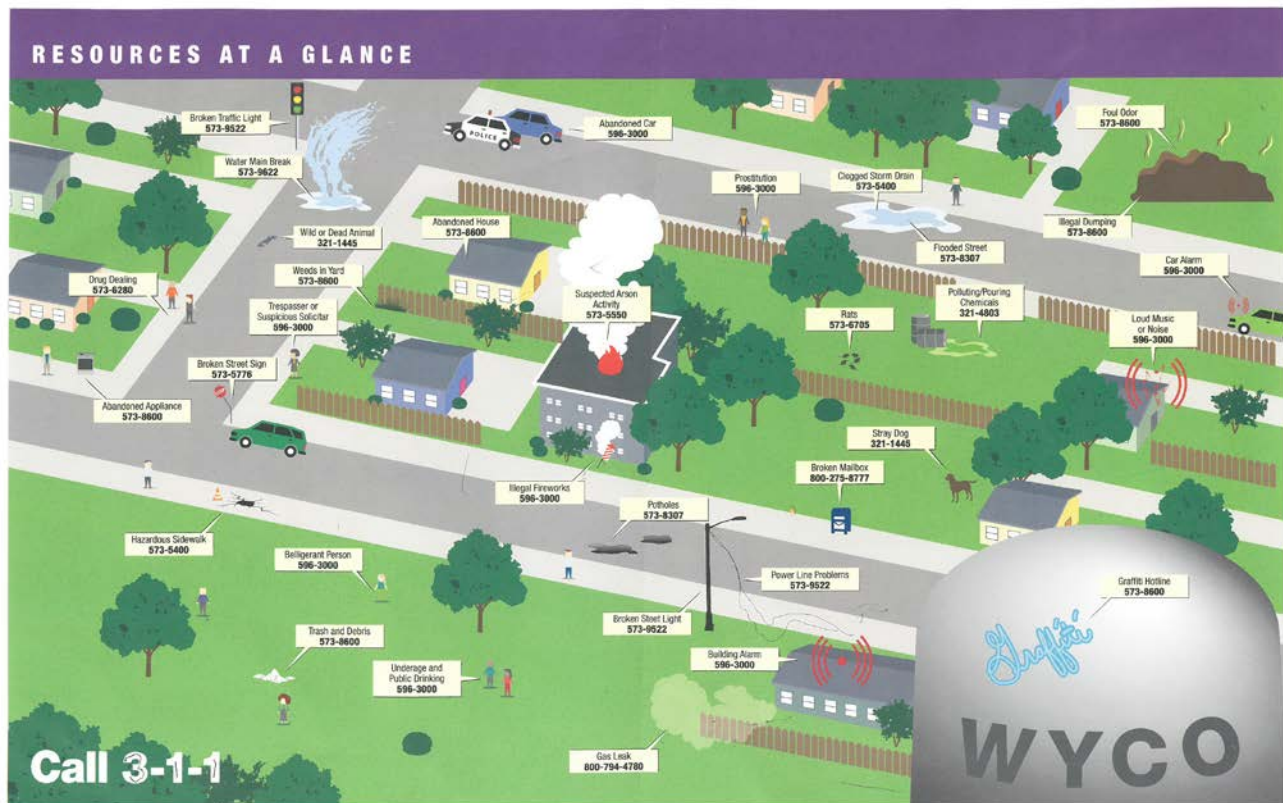 RESOURCES AT A GLANCE
Broken Traffic Light
573-9522
Water Main Break
573-9622
POLICE
Abandoned Car
596-3000
Foul Odor
573-8600
Prostitution
596-3000
Clogged Storm Drain
573-5400
Illegal Dumping
573-8600
Wild or Dead Animal
321-1445
Abandoned House
573-8600
Flooded Street
573-8307
Car Alarm
596-3000
Drug Dealing
573-6280
Weeds in Yard
573-8600
Trespasser or
Suspicious Solicitar
596-3000
Suspected Arson
Activity
573-5550
Rats
573-6705
Polluting/Pouring
Chemicals
321-4803
Loud Music
or Noise
596-3000
Broken Street Sign
573-5776
Abandoned Appliance
573-8600
Stray Dog
321-1445
Illegal Fireworks
596-3000
Broken Mailbox
800-275-8777
Potholes
573-8307
Hazardous Sidewalk
573-5400
Belligerant Person
596-3000
Power Line Problems
573-9522
Graffiti Hotline
573-8600
Broken Steet Light
573-9522
Trash and Debris
573-8600
Underage and
Public Drinking
596-3000
Building Alarm
596-3000
Graffiti
Gas Leak
800-794-4780
Call 3-1-1
WYCO